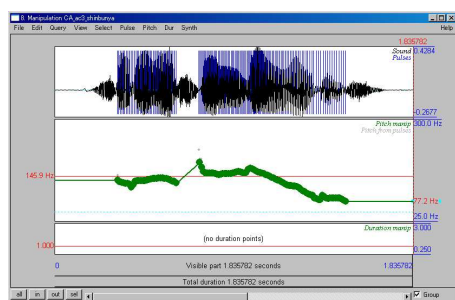 8. Manipulation CA_ac3_shinbunya
File Edit Query View Select Pulse Pitch Dur Synth Help
1.835782
Sound 0.4284
Pulses
-0.2677
Pitch manip 300.0 Hz
Pitch from pulses
145.9 Hz
77.2 Hz
25.0 Hz
Duration manip 3.000
(no duration points)
1.000
0.250
0 Visible part 1.835782 seconds 1.835782
Total duration 1.835782 seconds
all in out sel Group